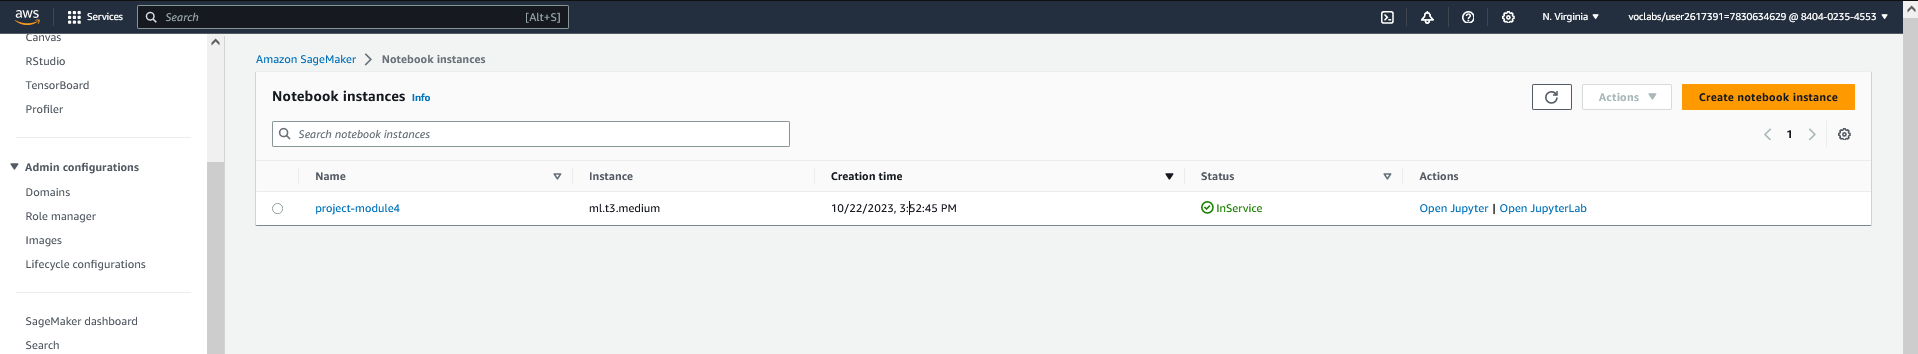 aws Services Search [Alt+S] N. Virginia voclabs/user2617391=7830634629 @ 8404-0235-4553
Canvas
RStudio
TensorBoard
Profiler
Admin configurations
Domains
Role manager
Images
Lifecycle configurations
SageMaker dashboard
Search
Amazon SageMaker > Notebook instances
Notebook instances Info Actions Create notebook instance
Search notebook instances 1
Name Instance Creation time Status Actions
project-module4 ml.t3.medium 10/22/2023, 3:52:45 PM InService Open Jupyter | Open JupyterLab